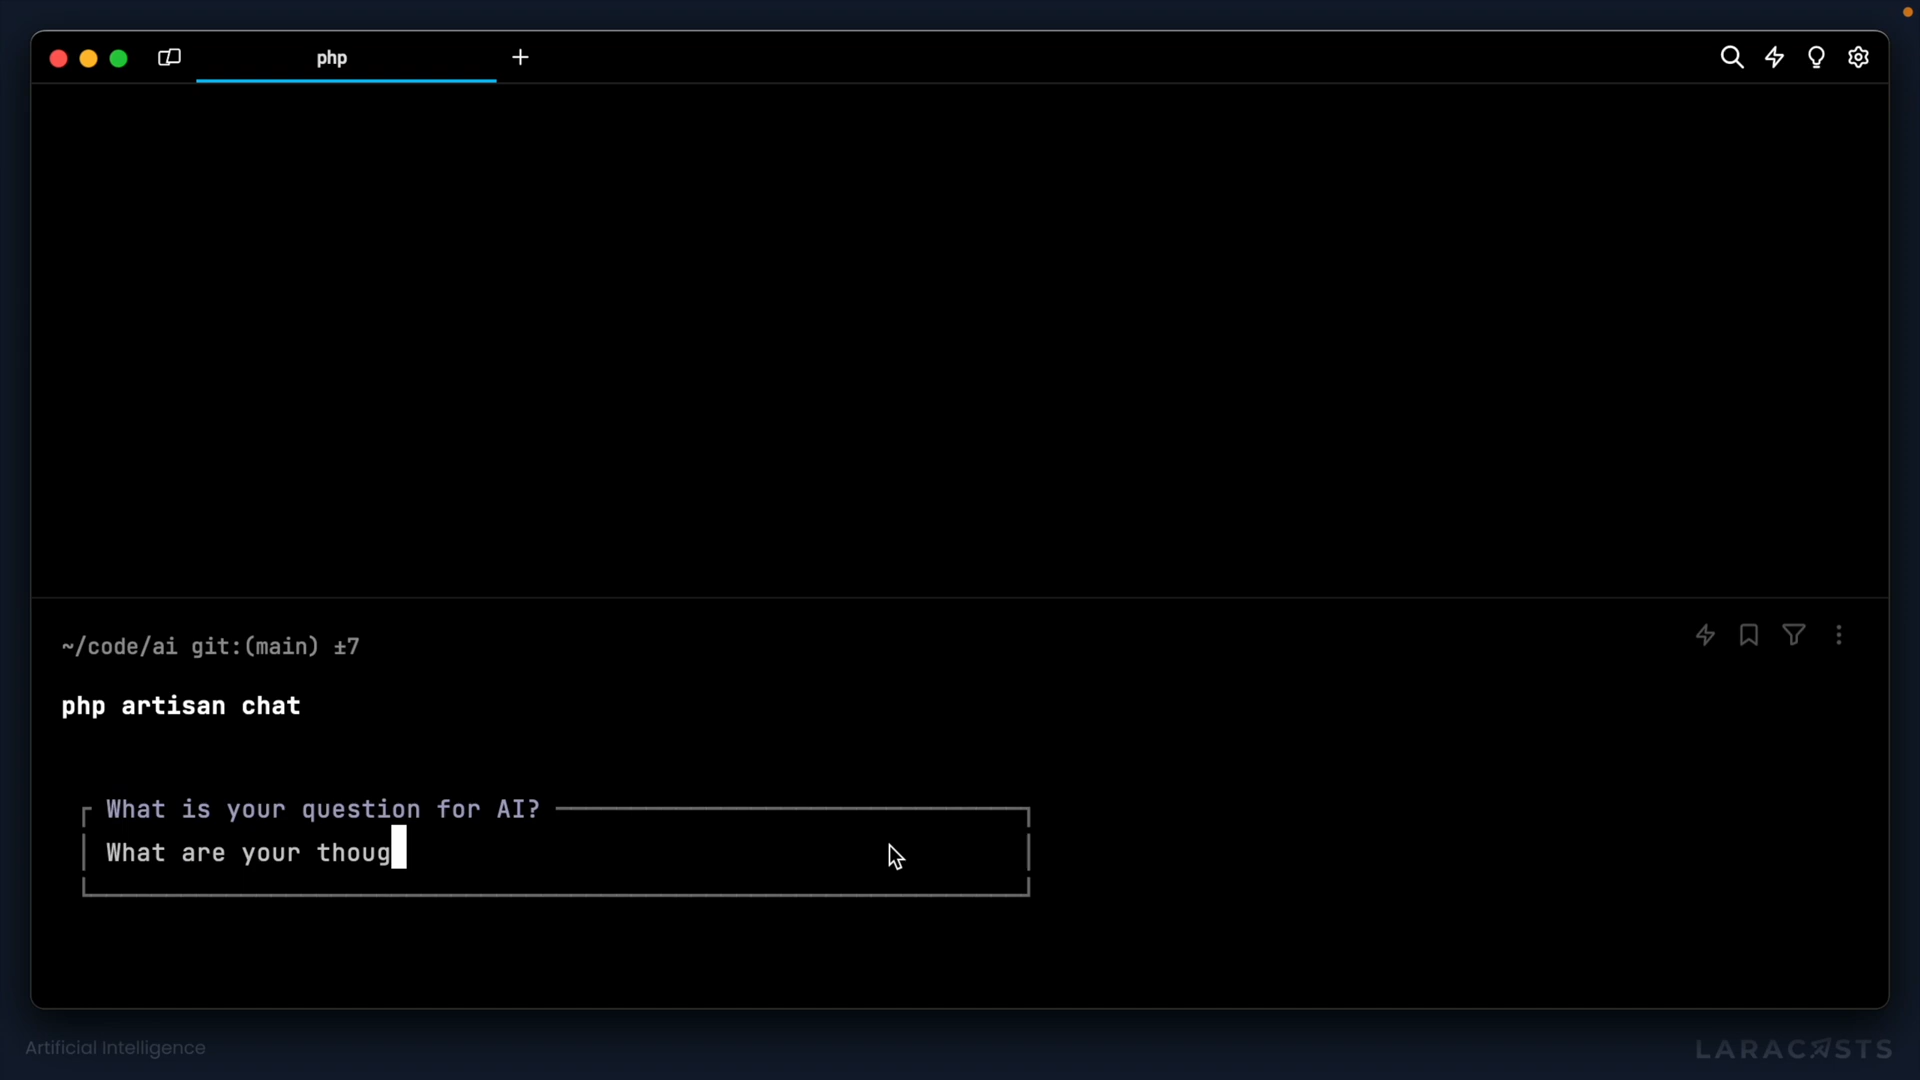 php
~/code/ai git:(main) ±7
php artisan chat
What is your question for AI?
What are your thoug
Artificial Intelligence
LARACASTS